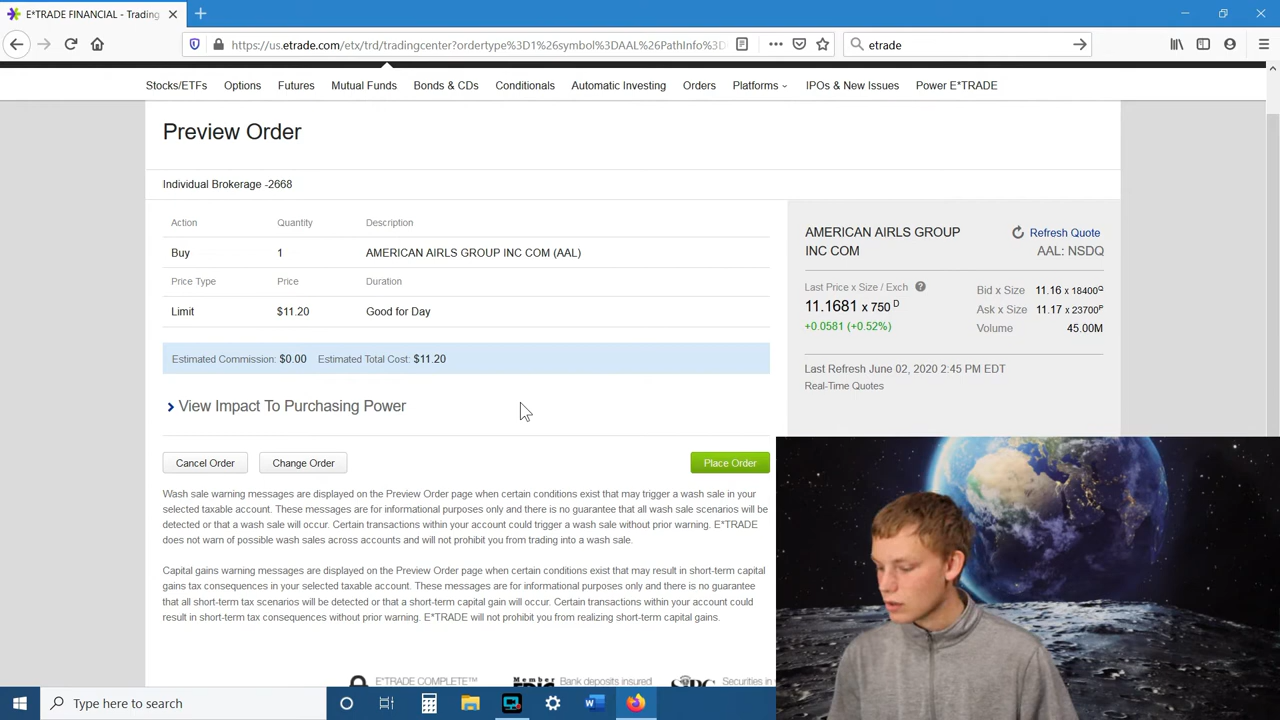 E*TRADE FINANCIAL - Trading
https://us.etrade.com/etx/trd/tradingcenter?ordertype%3D1%26symbol%3DAAL%26PathInfo%3D
etrade
Stocks/ETFs Options Futures Mutual Funds Bonds & CDs Conditionals Automatic Investing Orders Platforms IPOs & New Issues Power E*TRADE
Preview Order
Individual Brokerage -2668
Action Quantity Description
Buy 1 AMERICAN AIRLS GROUP INC COM (AAL)
Price Type Price Duration
Limit $11.20 Good for Day
Estimated Commission: $0.00 Estimated Total Cost: $11.20
View Impact To Purchasing Power
Cancel Order Change Order Place Order
Wash sale warning messages are displayed on the Preview Order page when certain conditions exist that may trigger a wash sale in your
selected taxable account. These messages are for informational purposes only and there is no guarantee that all wash sale scenarios will be
detected or that a wash sale will occur. Certain transactions within your account could trigger a wash sale without prior warning. E*TRADE
does not warn of possible wash sales across accounts and will not prohibit you from trading into a wash sale.
Capital gains warning messages are displayed on the Preview Order page when certain conditions exist that may result in short-term capital
gains tax consequences in your selected taxable account. These messages are for informational purposes only and there is no guarantee
that all short-term tax scenarios will be detected or that a short-term capital gain will occur. Certain transactions within your account could
result in short-term tax consequences without prior warning. E*TRADE will not prohibit you from realizing short-term capital gains.
AMERICAN AIRLS GROUP
INC COM
Refresh Quote
AAL: NSDQ
Last Price x Size / Exch
11.1681 x 750 D
+0.0581 (+0.52%)
Bid x Size 11.16 x 18400Q
Ask x Size 11.17 x 23700P
Volume 45.00M
Last Refresh June 02, 2020 2:45 PM EDT
Real-Time Quotes
E*TRADE COMPLETE™
Member
FDIC
Bank deposits insured
SIPC
Securities in
Type here to search